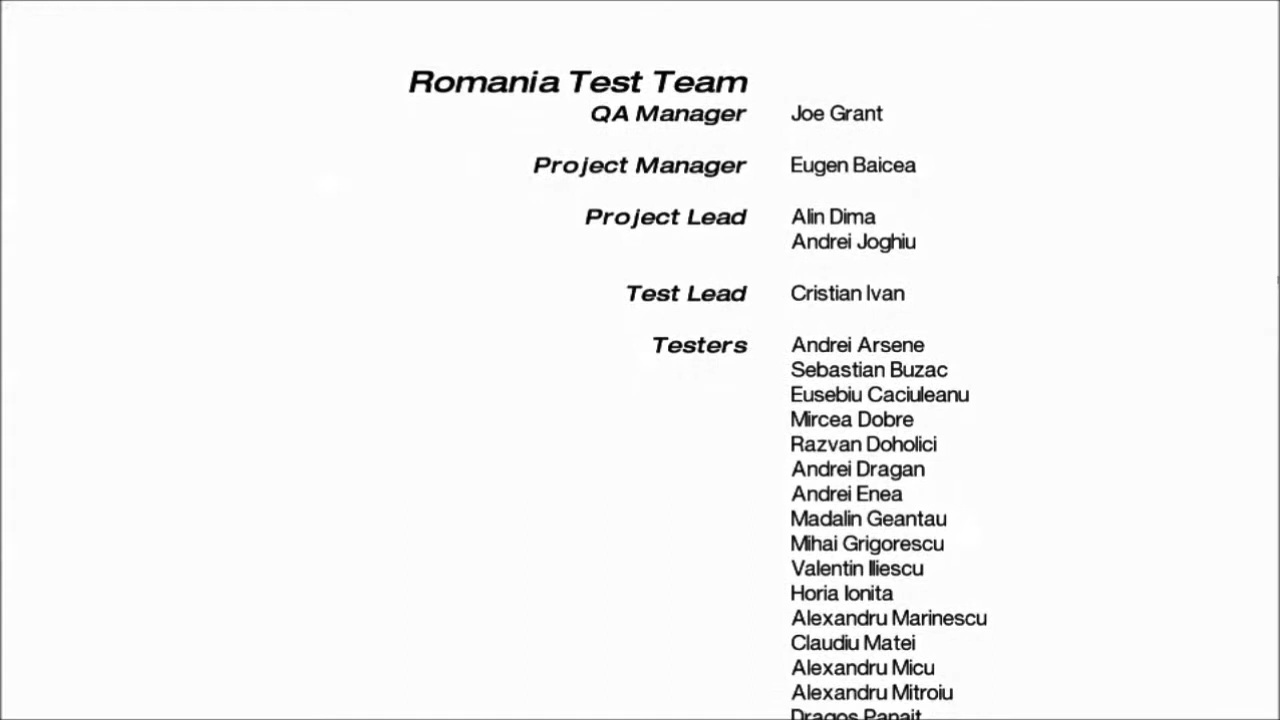 Romania Test Team
QA Manager Joe Grant
Project Manager Eugen Baicea
Project Lead Alin Dima
Andrei Joghiu
Test Lead Cristian Ivan
Testers Andrei Arsene
Sebastian Buzac
Eusebiu Caciuleanu
Mircea Dobre
Razvan Doholici
Andrei Dragan
Andrei Enea
Madalin Geantau
Mihai Grigorescu
Valentin Iliescu
Horia Ionita
Alexandru Marinescu
Claudiu Matei
Alexandru Micu
Alexandru Mitroiu
Dragos Panait